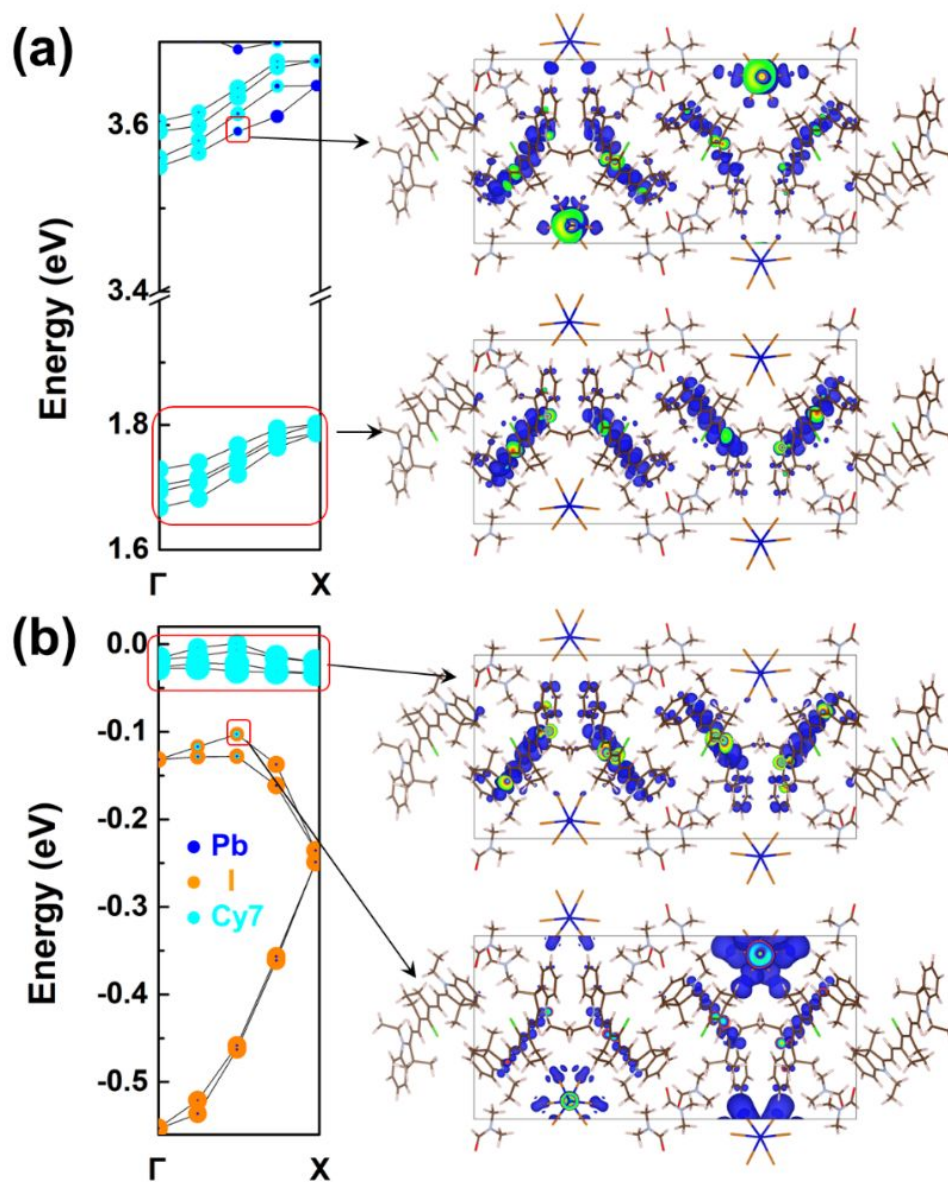 (a)
3.6
3.4
Energy (eV)
1.8
1.6
Γ X
(b)
0.0
-0.1
-0.2
Pb
I
Cy7
-0.3
Energy (eV)
-0.4
-0.5
Γ X